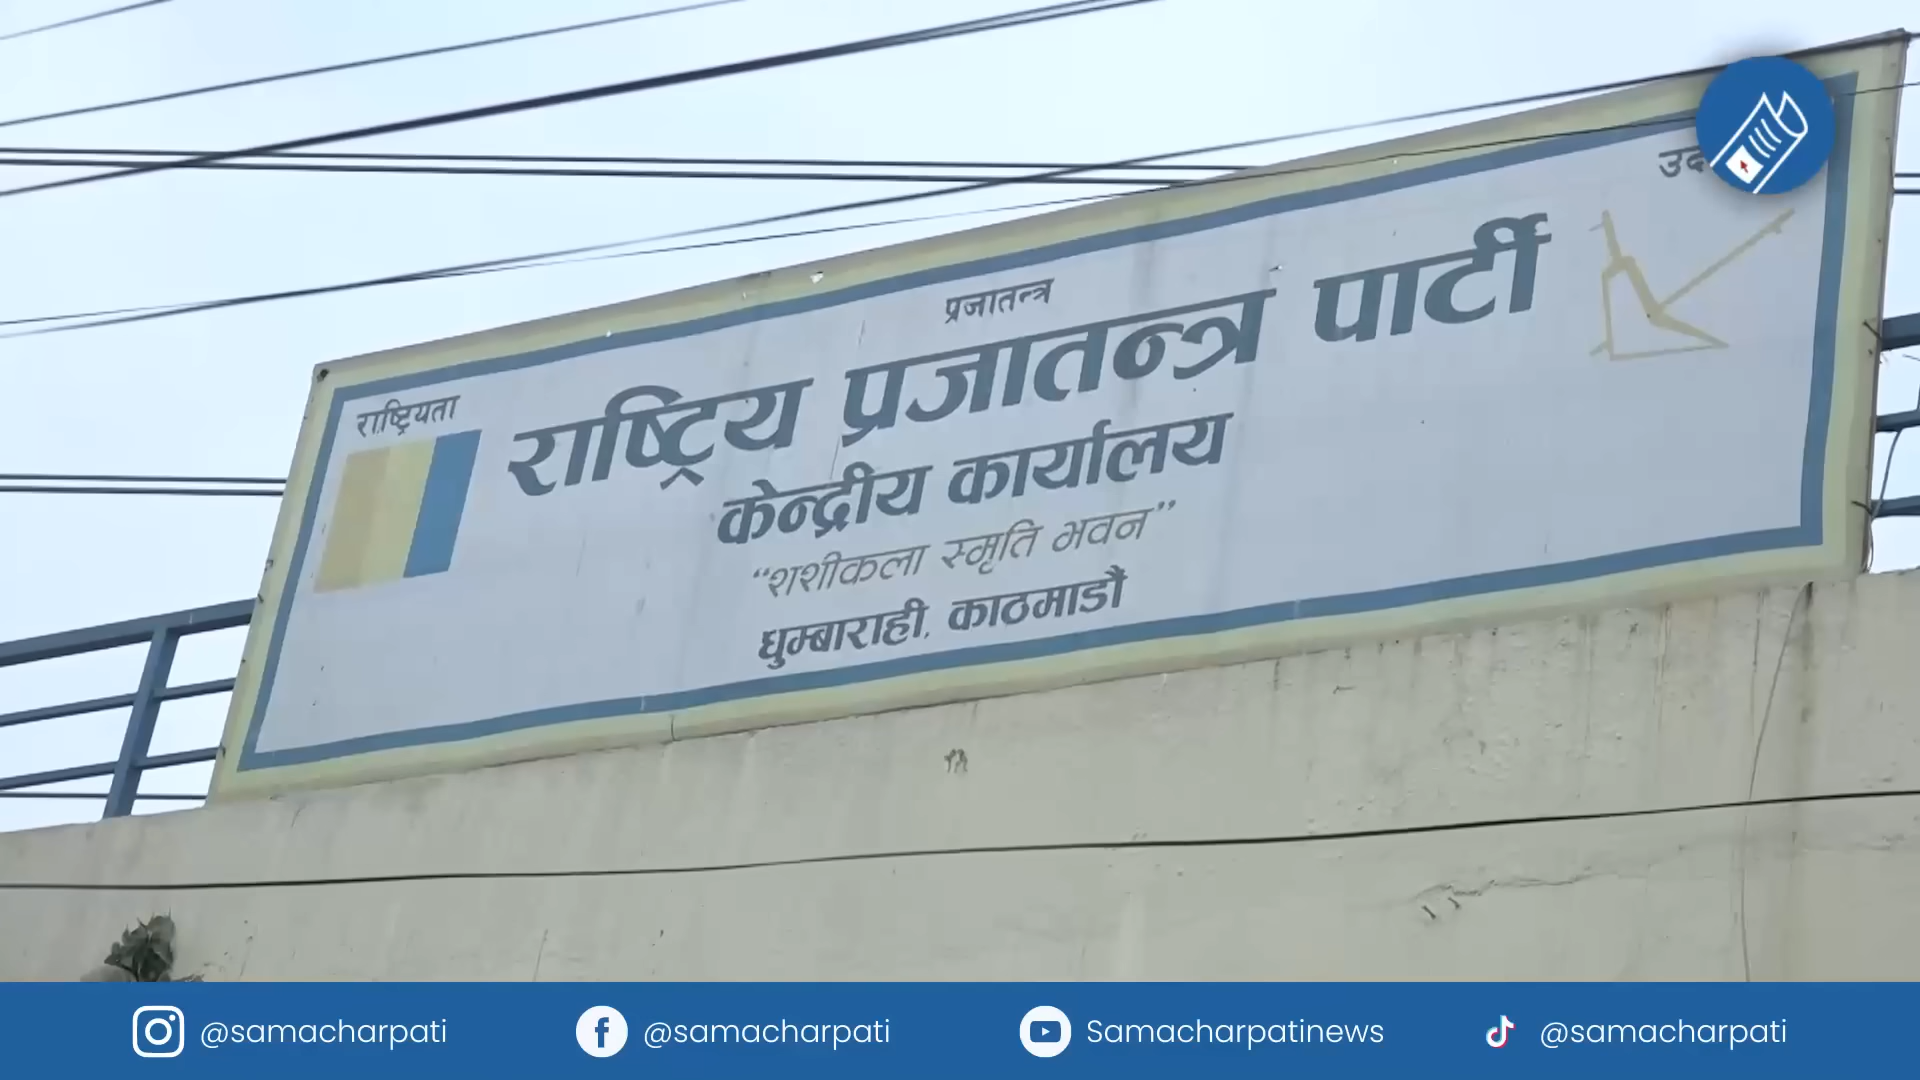 प्रजातन्त्र
राष्ट्रियता
राष्ट्रिय प्रजातन्त्र पार्टी
केन्द्रीय कार्यालय
“शशीकला स्मृति भवन”
धुम्बाराही, काठमाडौं
@samacharpati
@samacharpati
Samacharpatinews
@samacharpati